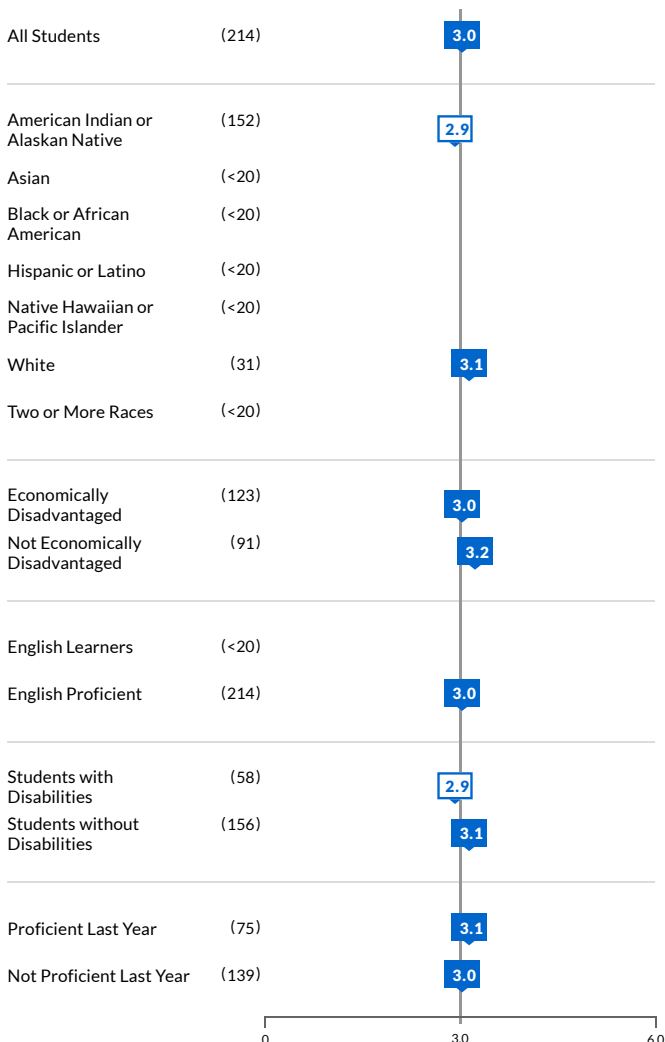 All Students (214) 3.0
American Indian or (152)
Alaskan Native 2.9
Asian (<20)
Black or African (<20)
American
Hispanic or Latino (<20)
Native Hawaiian or (<20)
Pacific Islander
White (31) 3.1
Two or More Races (<20)
Economically (123)
Disadvantaged 3.0
Not Economically (91)
Disadvantaged 3.2
English Learners (<20)
English Proficient (214) 3.0
Students with (58)
Disabilities 2.9
Students without (156)
Disabilities 3.1
Proficient Last Year (75) 3.1
Not Proficient Last Year (139) 3.0
0 3.0 6.0